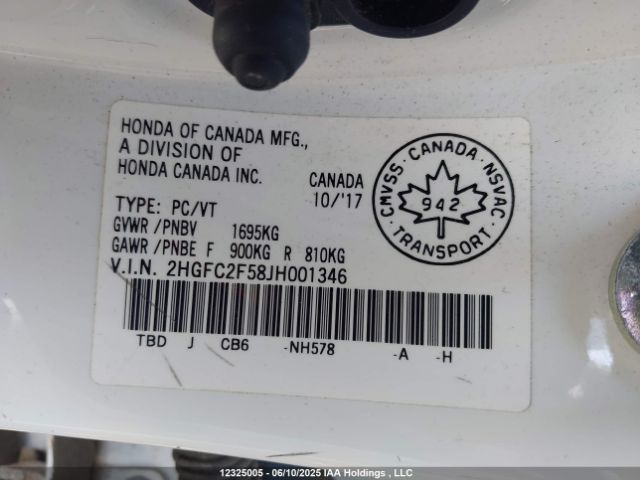 HONDA OF CANADA MFG.,
A DIVISION OF
HONDA CANADA INC.
CANADA
10/'17
CMVSS · CANADA · NSVAC
942
TRANSPORT
TYPE: PC/VT
GVWR /PNBV 1695KG
GAWR /PNBE F 900KG R 810KG
V.I.N. 2HGFC2F58JH001346
TBD J CB6 -NH578 -A -H
12325005 - 06/10/2025 IAA Holdings , LLC